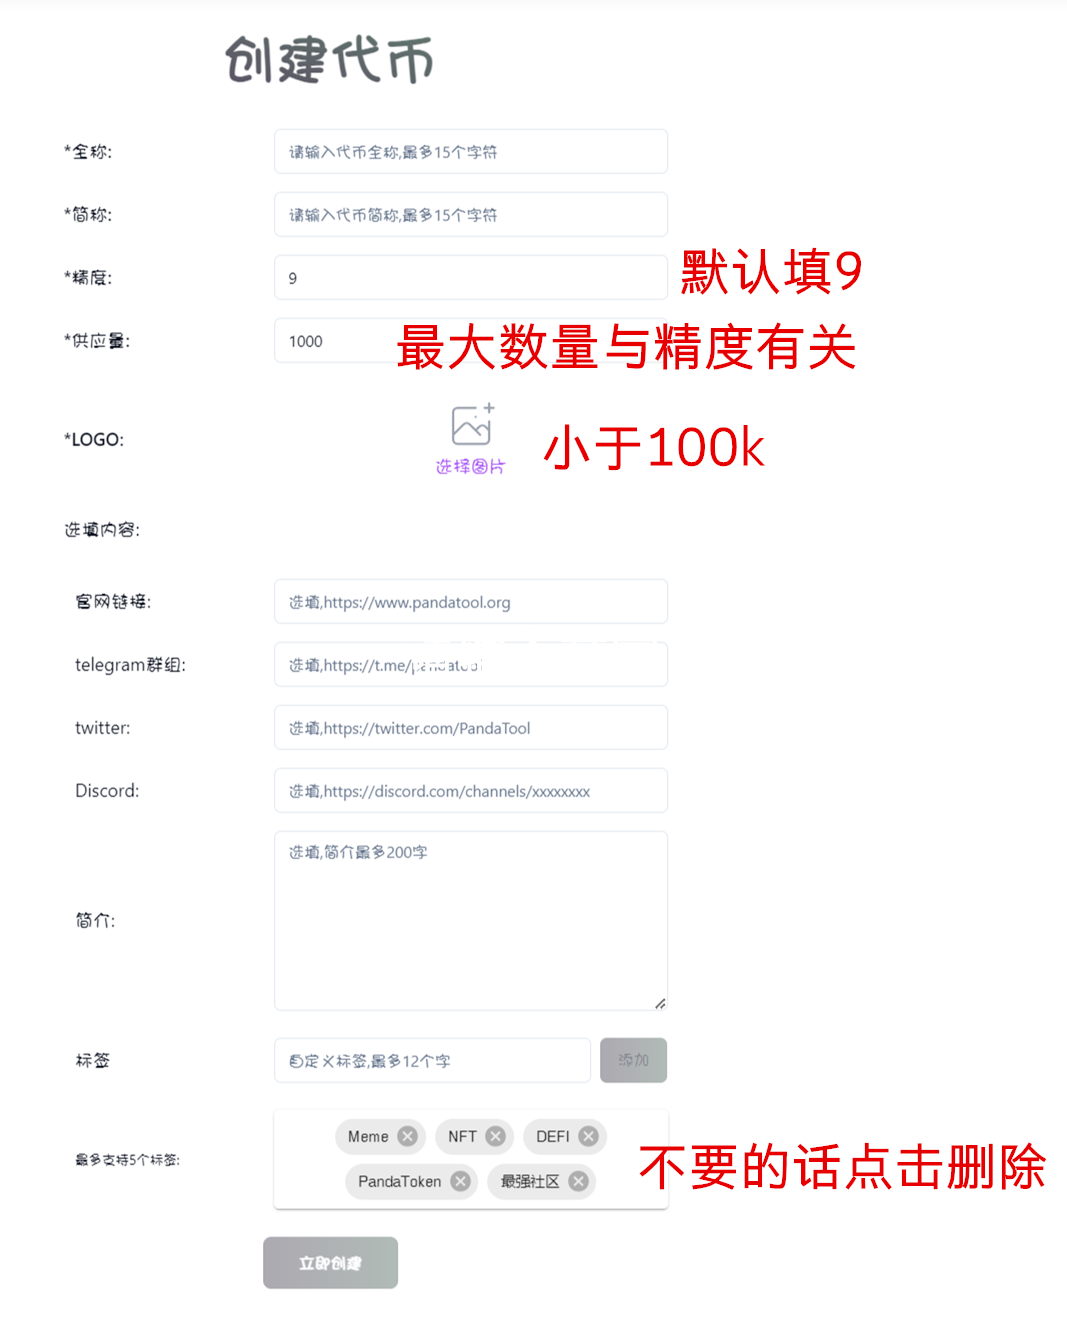 创建代币
*全称:
请输入代币全称,最多15个字符
*简称:
请输入代币简称,最多15个字符
*精度:
9
默认填9
*供应量:
1000
最大数量与精度有关
*LOGO:
选择图片
小于100k
选填内容:
官网链接:
选填,https://www.pandatool.org
telegram群组:
选填,https://t.me/pandatool
twitter:
选填,https://twitter.com/PandaTool
Discord:
选填,https://discord.com/channels/xxxxxxxx
简介:
选填,简介最多200字
标签
自定义标签,最多12个字
添加
最多支持5个标签:
Meme
NFT
DEFI
PandaToken
最强社区
不要的话点击删除
立即创建